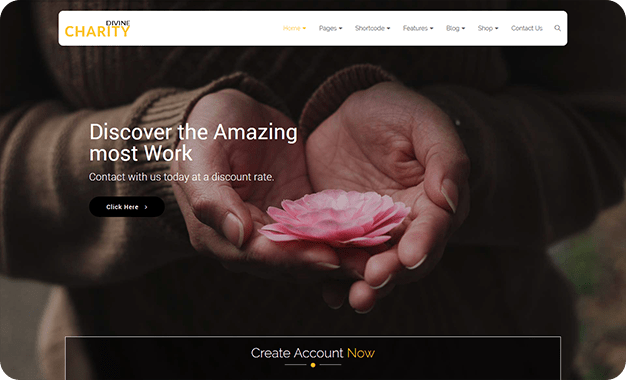 DIVINE
CHARITY
Home Pages Shortcode Features Blog Shop Contact Us
Discover the Amazing
most Work
Contact with us today at a discount rate.
Click Here
Create Account Now